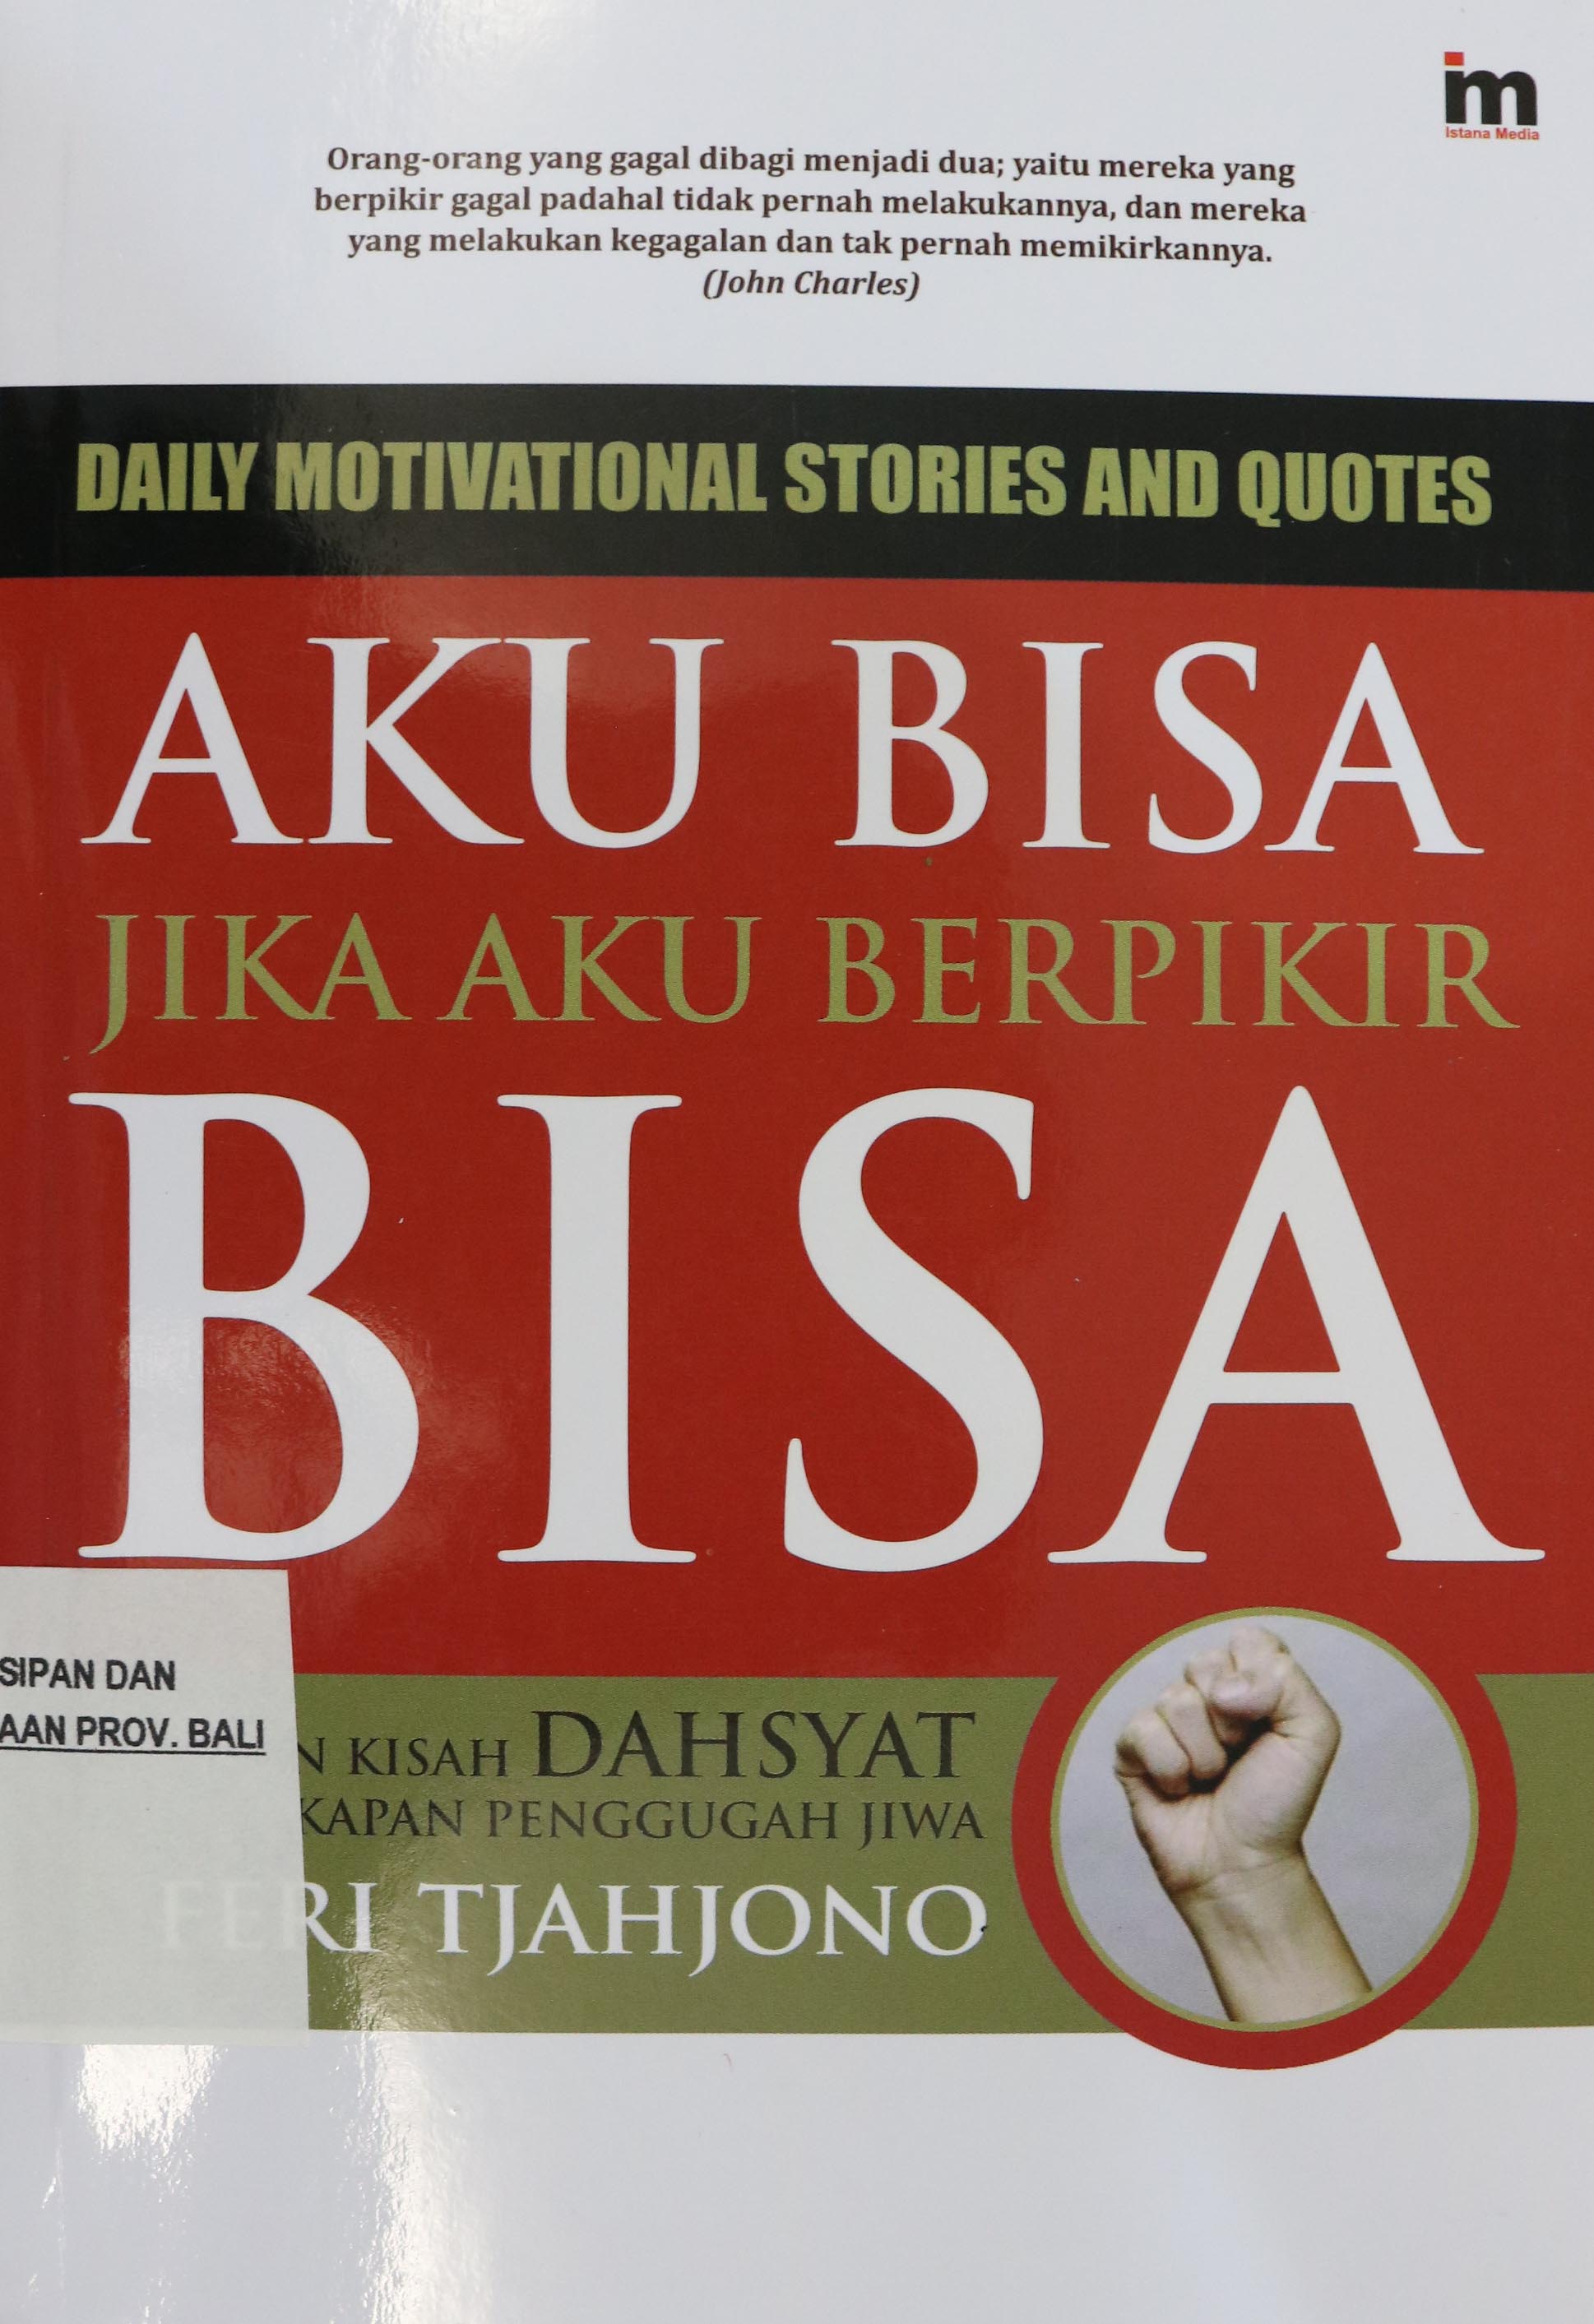 im
Istana Media
Orang-orang yang gagal dibagi menjadi dua; yaitu mereka yang
berpikir gagal padahal tidak pernah melakukannya, dan mereka
yang melakukan kegagalan dan tak pernah memikirkannya.
(John Charles)
DAILY MOTIVATIONAL STORIES AND QUOTES
AKU BISA
JIKA AKU BERPIKIR
BISA
SIPAN DAN
AAN PROV. BALI
N KISAH DAHSYAT
KAPAN PENGGUGAH JIWA
FERI TJAHJONO